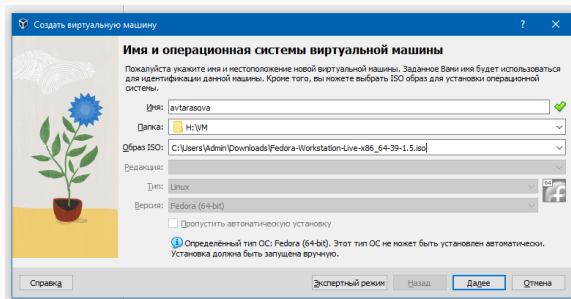 Создать виртуальную машину
Имя и операционная системы виртуальной машины
Пожалуйста укажите имя и местоположение новой виртуальной машины. Заданное Вами имя будет использоваться
для идентификации данной машины. Кроме того, вы можете выбрать ISO образ для установки операционной
системы.
Имя: avtarasova
Папка: H:\VM
Образ ISO: C:\Users\Admin\Downloads\Fedora-Workstation-Live-x86_64-39-1.5.iso
Редакция:
Тип: Linux
64
Версия: Fedora (64-bit)
Пропустить автоматическую установку
Определённый тип ОС: Fedora (64-bit). Этот тип ОС не может быть установлен автоматически.
Установка должна быть запущена вручную.
Справка Экспертный режим Назад Далее Отмена